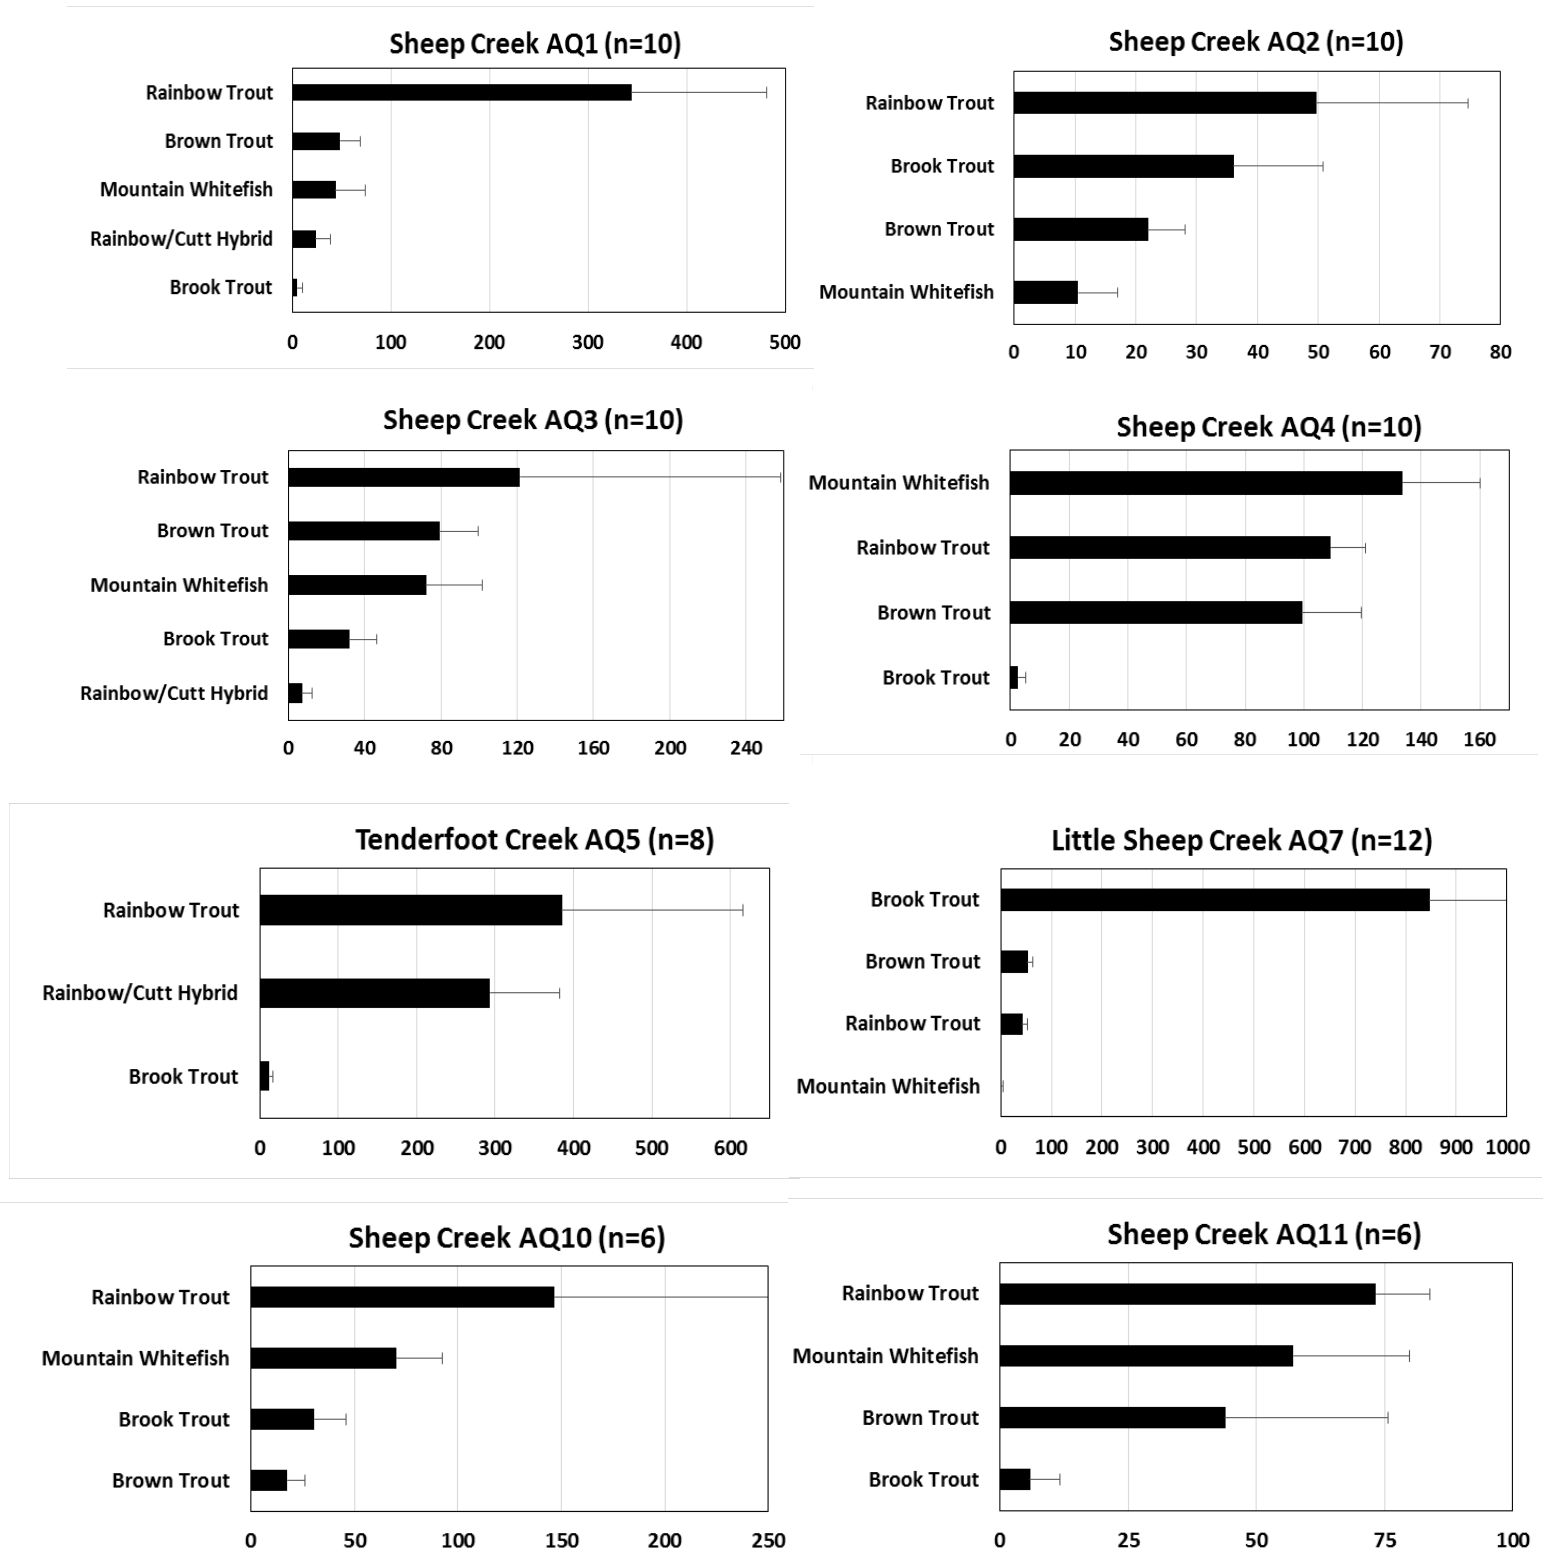 Sheep Creek AQ1 (n=10)
Rainbow Trout
Brown Trout
Mountain Whitefish
Rainbow/Cutt Hybrid
Brook Trout
0 100 200 300 400 500
Sheep Creek AQ2 (n=10)
Rainbow Trout
Brook Trout
Brown Trout
Mountain Whitefish
0 10 20 30 40 50 60 70 80
Sheep Creek AQ3 (n=10)
Rainbow Trout
Brown Trout
Mountain Whitefish
Brook Trout
Rainbow/Cutt Hybrid
0 40 80 120 160 200 240
Sheep Creek AQ4 (n=10)
Mountain Whitefish
Rainbow Trout
Brown Trout
Brook Trout
0 20 40 60 80 100 120 140 160
Tenderfoot Creek AQ5 (n=8)
Rainbow Trout
Rainbow/Cutt Hybrid
Brook Trout
0 100 200 300 400 500 600
Little Sheep Creek AQ7 (n=12)
Brook Trout
Brown Trout
Rainbow Trout
Mountain Whitefish
0 100 200 300 400 500 600 700 800 900 1000
Sheep Creek AQ10 (n=6)
Rainbow Trout
Mountain Whitefish
Brook Trout
Brown Trout
0 50 100 150 200 250
Sheep Creek AQ11 (n=6)
Rainbow Trout
Mountain Whitefish
Brown Trout
Brook Trout
0 25 50 75 100